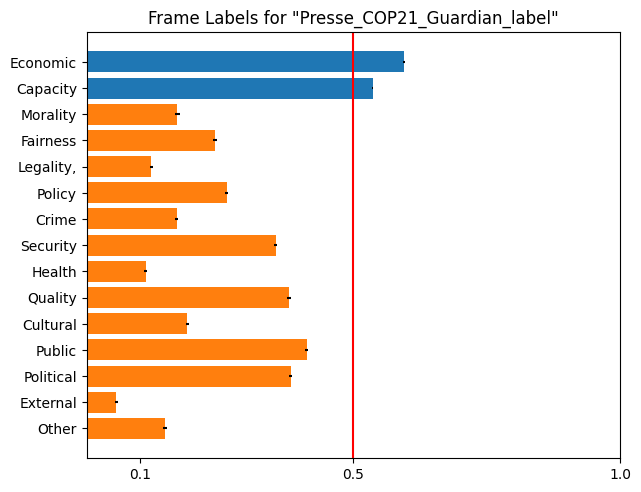 Frame Labels for "Presse_COP21_Guardian_label"
Economic
Capacity
Morality
Fairness
Legality,
Policy
Crime
Security
Health
Quality
Cultural
Public
Political
External
Other
0.1 0.5 1.0